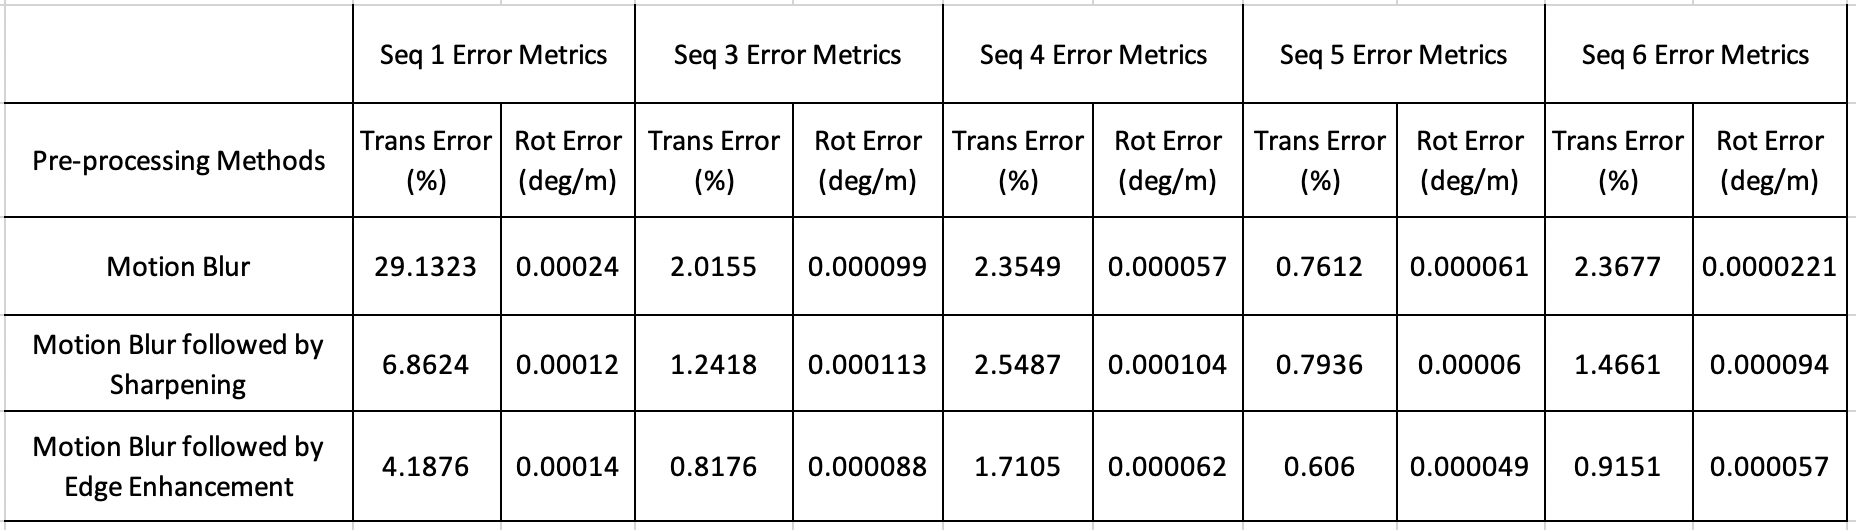 Seq 1 Error Metrics Seq 3 Error Metrics Seq 4 Error Metrics Seq 5 Error Metrics Seq 6 Error Metrics
Pre-processing Methods Trans Error (%) Rot Error (deg/m) Trans Error (%) Rot Error (deg/m) Trans Error (%) Rot Error (deg/m) Trans Error (%) Rot Error (deg/m) Trans Error (%) Rot Error (deg/m)
Motion Blur 29.1323 0.00024 2.0155 0.000099 2.3549 0.000057 0.7612 0.000061 2.3677 0.0000221
Motion Blur followed by Sharpening 6.8624 0.00012 1.2418 0.000113 2.5487 0.000104 0.7936 0.00006 1.4661 0.000094
Motion Blur followed by Edge Enhancement 4.1876 0.00014 0.8176 0.000088 1.7105 0.000062 0.606 0.000049 0.9151 0.000057